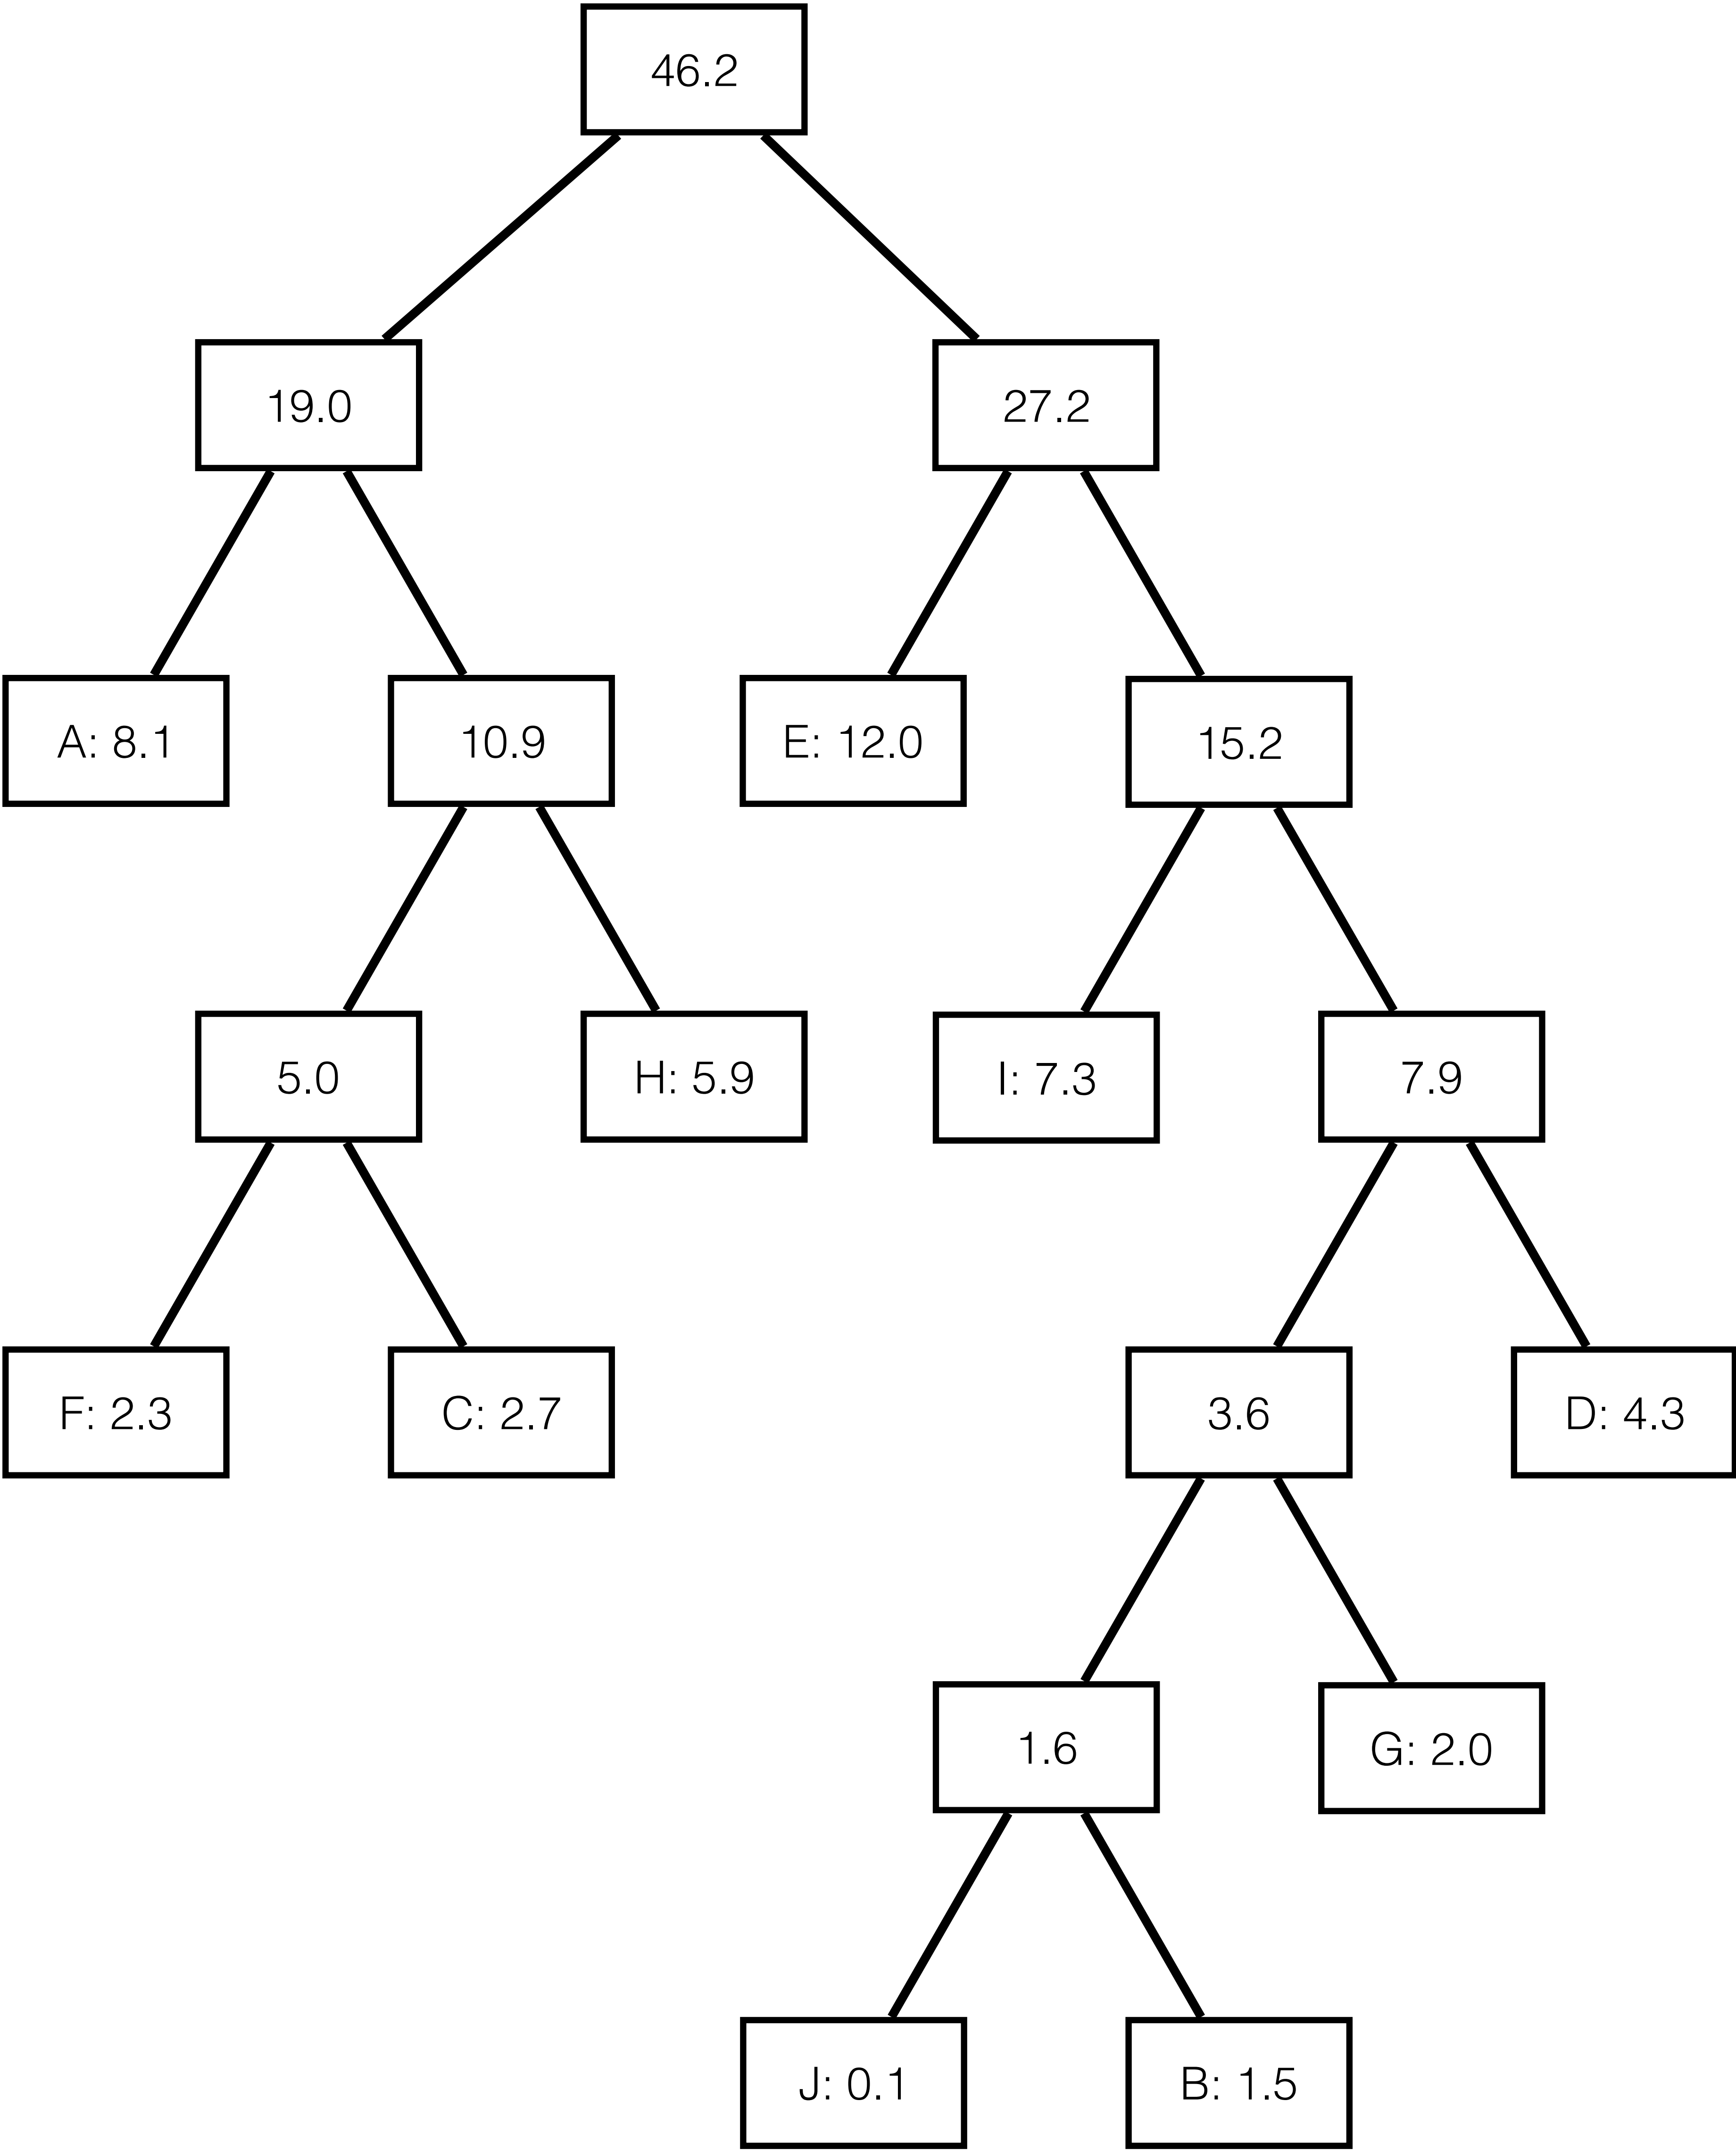 46.2
19.0
27.2
A: 8.1
10.9
E: 12.0
15.2
5.0
H: 5.9
I: 7.3
7.9
F: 2.3
C: 2.7
3.6
D: 4.3
1.6
G: 2.0
J: 0.1
B: 1.5